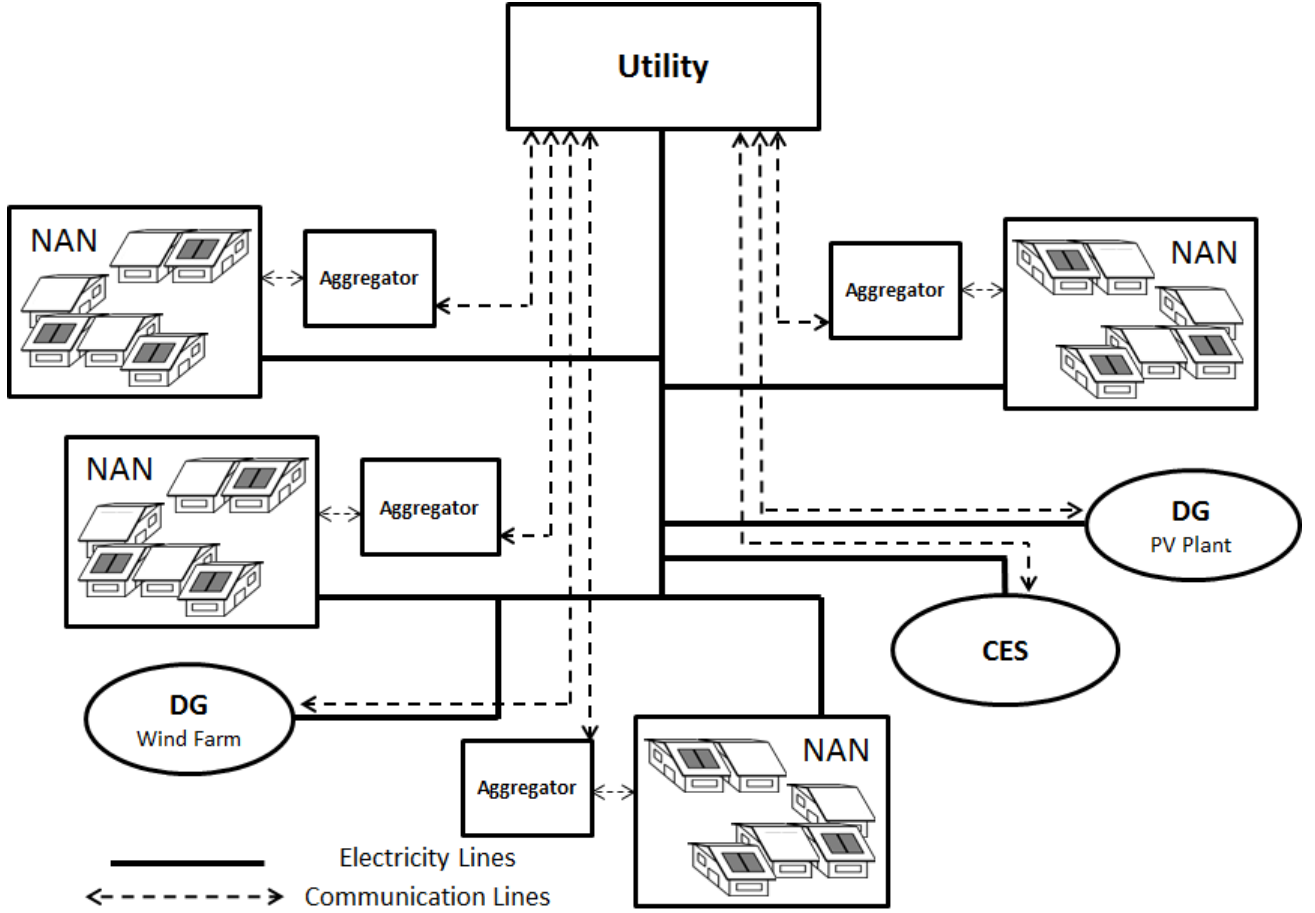 Utility
NAN
Aggregator
Aggregator
NAN
NAN
Aggregator
DG
PV Plant
CES
DG
Wind Farm
Aggregator
NAN
Electricity Lines
Communication Lines